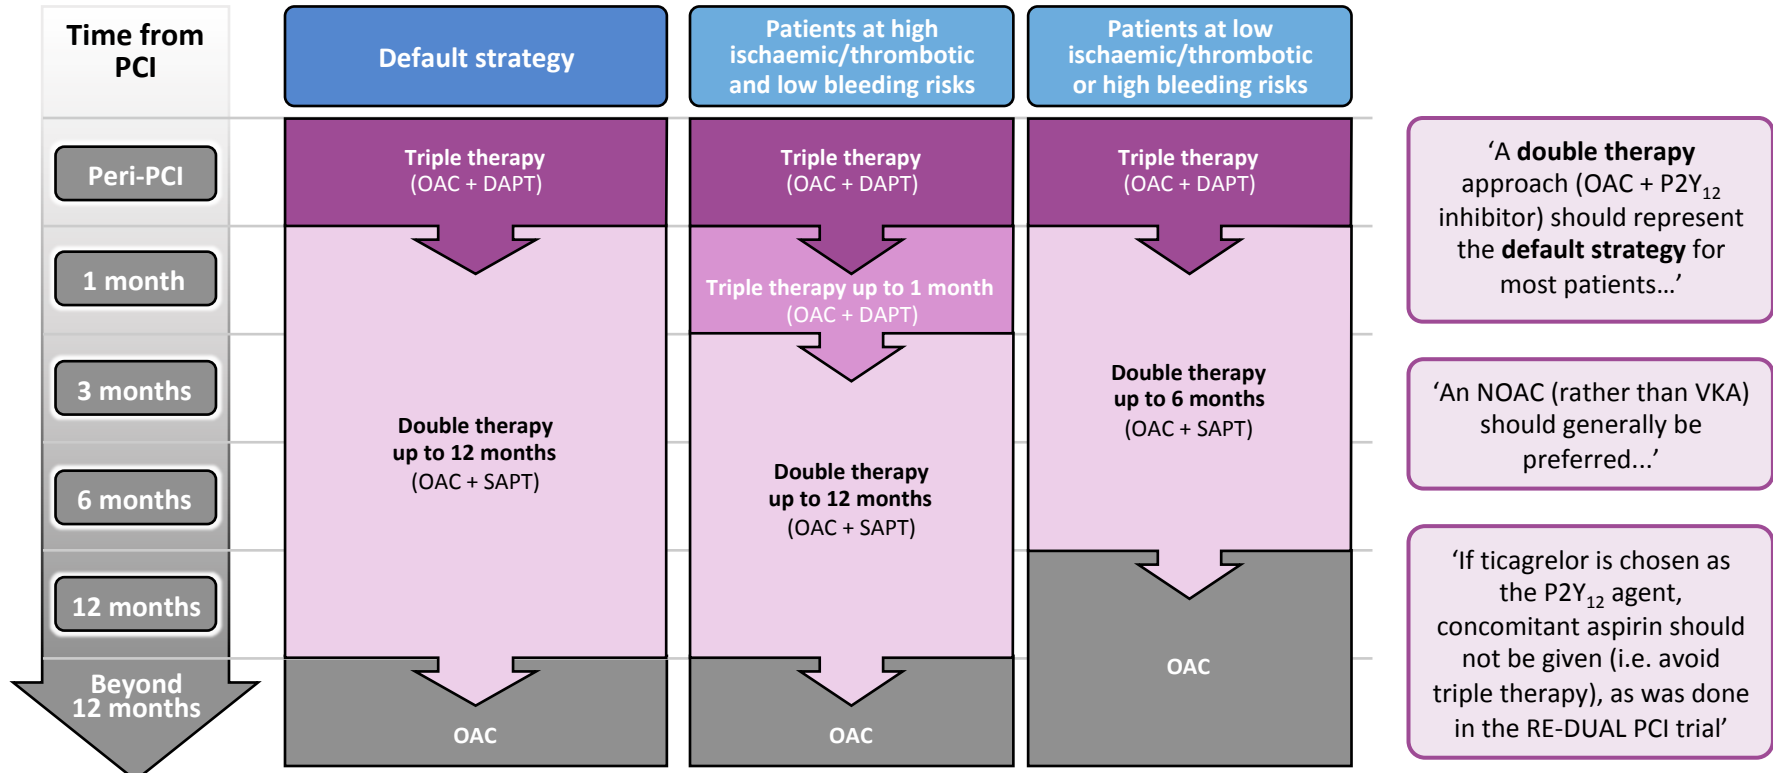 Time from
PCI
Default strategy
Patients at high
ischaemic/thrombotic
and low bleeding risks
Patients at low
ischaemic/thrombotic
or high bleeding risks
Peri-PCI
1 month
3 months
6 months
12 months
Beyond
12 months
Triple therapy
(OAC + DAPT)
Double therapy
up to 12 months
(OAC + SAPT)
OAC
Triple therapy
(OAC + DAPT)
Triple therapy up to 1 month
(OAC + DAPT)
Double therapy
up to 12 months
(OAC + SAPT)
OAC
Triple therapy
(OAC + DAPT)
Double therapy
up to 6 months
(OAC + SAPT)
OAC
‘A double therapy
approach (OAC + P2Y₁₂
inhibitor) should represent
the default strategy for
most patients…’
‘An NOAC (rather than VKA)
should generally be
preferred...’
‘If ticagrelor is chosen as
the P2Y₁₂ agent,
concomitant aspirin should
not be given (i.e. avoid
triple therapy), as was done
in the RE-DUAL PCI trial’